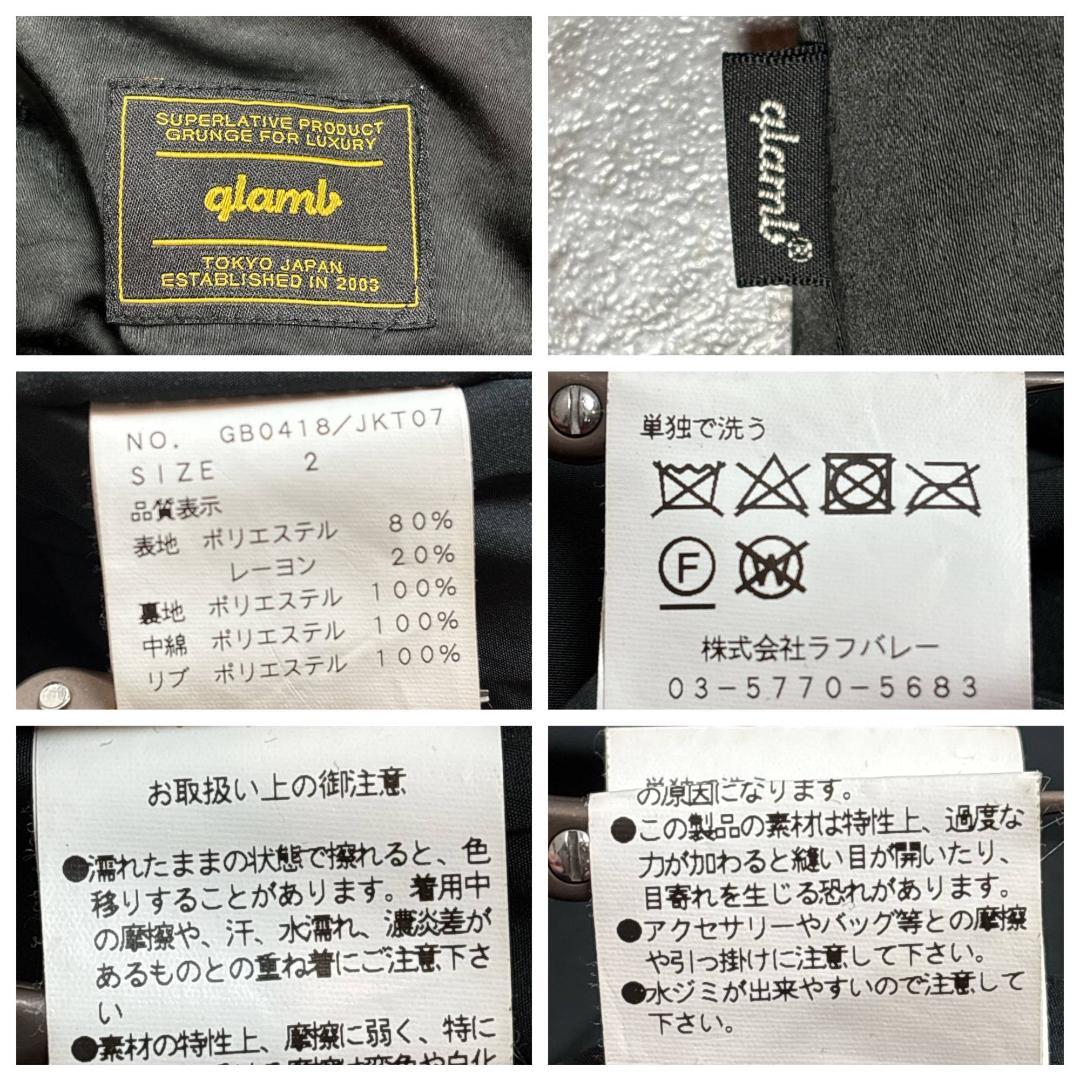 SUPERLATIVE PRODUCT
GRUNGE FOR LUXURY
glamb
TOKYO JAPAN
ESTABLISHED IN 2003
glamb®
NO. GB0418/JKT07
SIZE 2
品質表示
表地 ポリエステル 80%
レーヨン 20%
裏地 ポリエステル 100%
中綿 ポリエステル 100%
リブ ポリエステル 100%
単独で洗う
F W
株式会社ラフバレー
03-5770-5683
お取扱い上の御注意
●濡れたままの状態で擦れると、色
移りすることがあります。着用中
の摩擦や、汗、水濡れ、濃淡差が
あるものとの重ね着にご注意下さ
い
●素材の特性上、摩擦に弱く、特に
の原因になります。
●この製品の素材は特性上、過度な
力が加わると縫い目が開いたり、
目寄れを生じる恐れがあります。
●アクセサリーやバッグ等との摩擦
や引っ掛けに注意して下さい。
●水ジミが出来やすいので注意して
下さい。